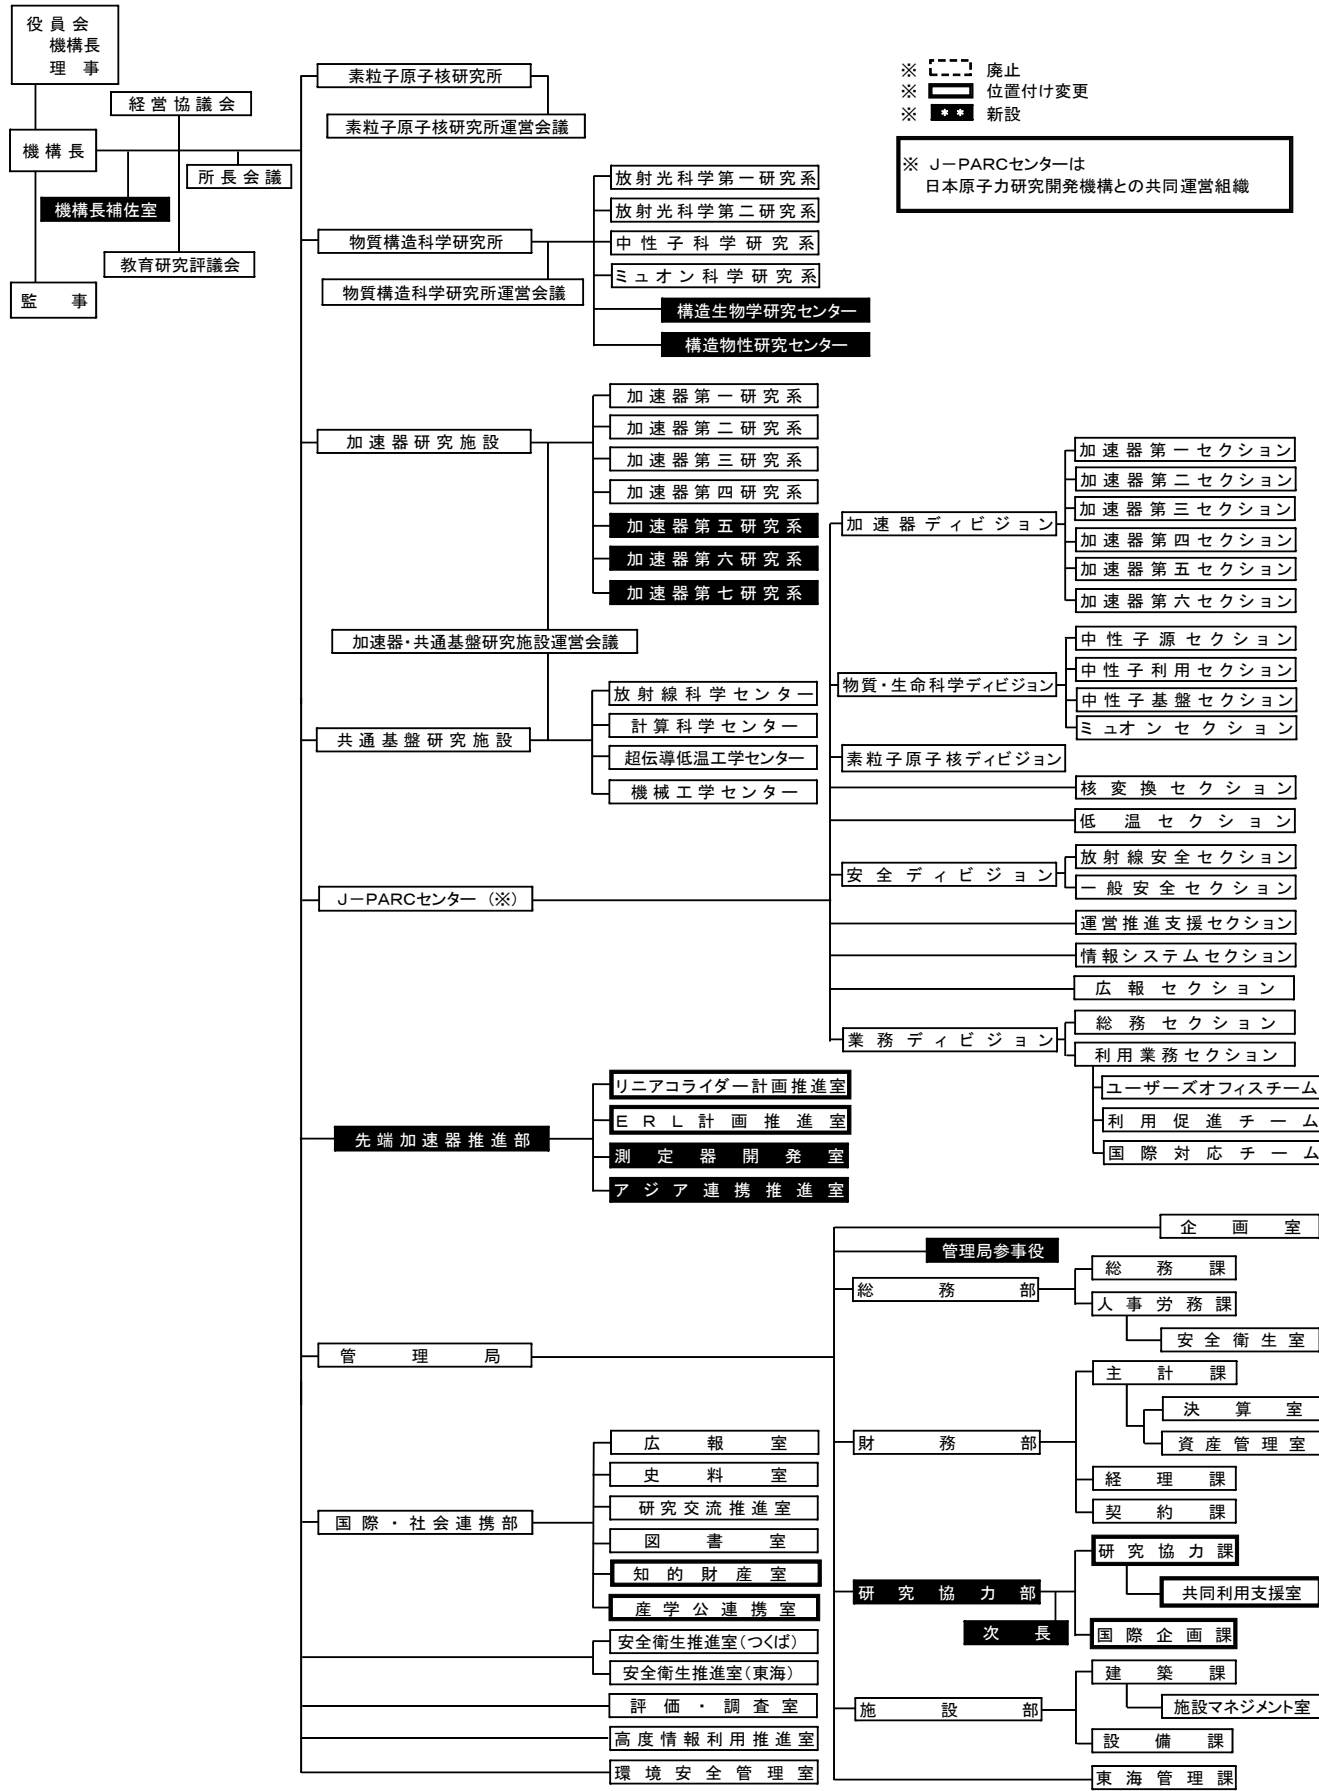 役員会
機構長
理事
経営協議会
機構長
所長会議
機構長補佐室
教育研究評議会
監事
※ 廃止
※ 位置付け変更
※ ** 新設
※ J-PARCセンターは
日本原子力研究開発機構との共同運営組織
素粒子原子核研究所
素粒子原子核研究所運営会議
物質構造科学研究所
物質構造科学研究所運営会議
放射光科学第一研究系
放射光科学第二研究系
中性子科学研究系
ミュオン科学研究系
構造生物学研究センター
構造物性研究センター
加速器研究施設
加速器第一研究系
加速器第二研究系
加速器第三研究系
加速器第四研究系
加速器第五研究系
加速器第六研究系
加速器第七研究系
加速器・共通基盤研究施設運営会議
共通基盤研究施設
放射線科学センター
計算科学センター
超伝導低温工学センター
機械工学センター
J-PARCセンター (※)
加速器ディビジョン
加速器第一セクション
加速器第二セクション
加速器第三セクション
加速器第四セクション
加速器第五セクション
加速器第六セクション
物質・生命科学ディビジョン
中性子源セクション
中性子利用セクション
中性子基盤セクション
ミュオンセクション
素粒子原子核ディビジョン
核変換セクション
低温セクション
安全ディビジョン
放射線安全セクション
一般安全セクション
運営推進支援セクション
情報システムセクション
広報セクション
業務ディビジョン
総務セクション
利用業務セクション
ユーザーズオフィスチーム
利用促進チーム
国際対応チーム
先端加速器推進部
リニアコライダー計画推進室
ERL計画推進室
測定器開発室
アジア連携推進室
管理局
企画室
管理局参事役
総務部
総務課
人事労務課
安全衛生室
財務部
主計課
決算室
資産管理室
経理課
契約課
研究協力部
次長
研究協力課
共同利用支援室
国際企画課
施設部
建築課
施設マネジメント室
設備課
東海管理課
国際・社会連携部
広報室
史料室
研究交流推進室
図書室
知的財産室
産学公連携室
安全衛生推進室(つくば)
安全衛生推進室(東海)
評価・調査室
高度情報利用推進室
環境安全管理室